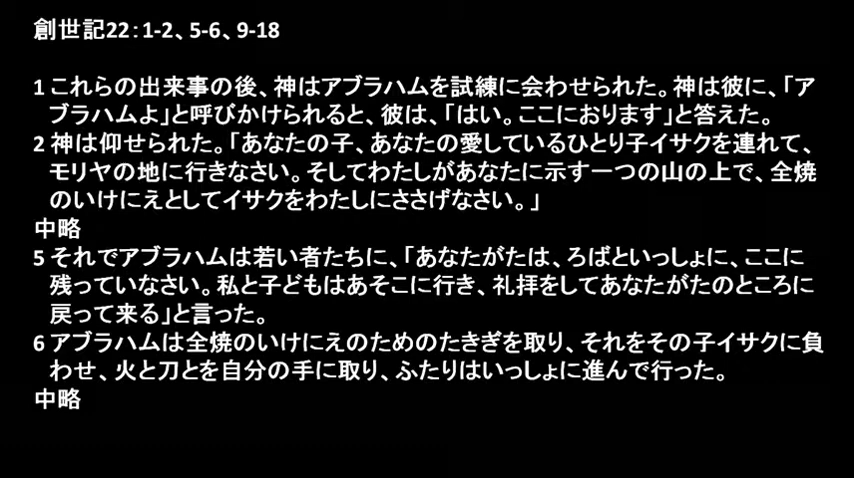 創世記22：1-2、5-6、9-18
1 これらの出来事の後、神はアブラハムを試練に会わせられた。神は彼に、「ア
ブラハムよ」と呼びかけられると、彼は、「はい。ここにおります」と答えた。
2 神は仰せられた。「あなたの子、あなたの愛しているひとり子イサクを連れて、
モリヤの地に行きなさい。そしてわたしがあなたに示す一つの山の上で、全焼
のいけにえとしてイサクをわたしにささげなさい。」
中略
5 それでアブラハムは若い者たちに、「あなたがたは、ろばといっしょに、ここに
残っていなさい。私と子どもはあそこに行き、礼拝をしてあなたがたのところに
戻って来る」と言った。
6 アブラハムは全焼のいけにえのためのたきぎを取り、それをその子イサクに負
わせ、火と刀とを自分の手に取り、ふたりはいっしょに進んで行った。
中略